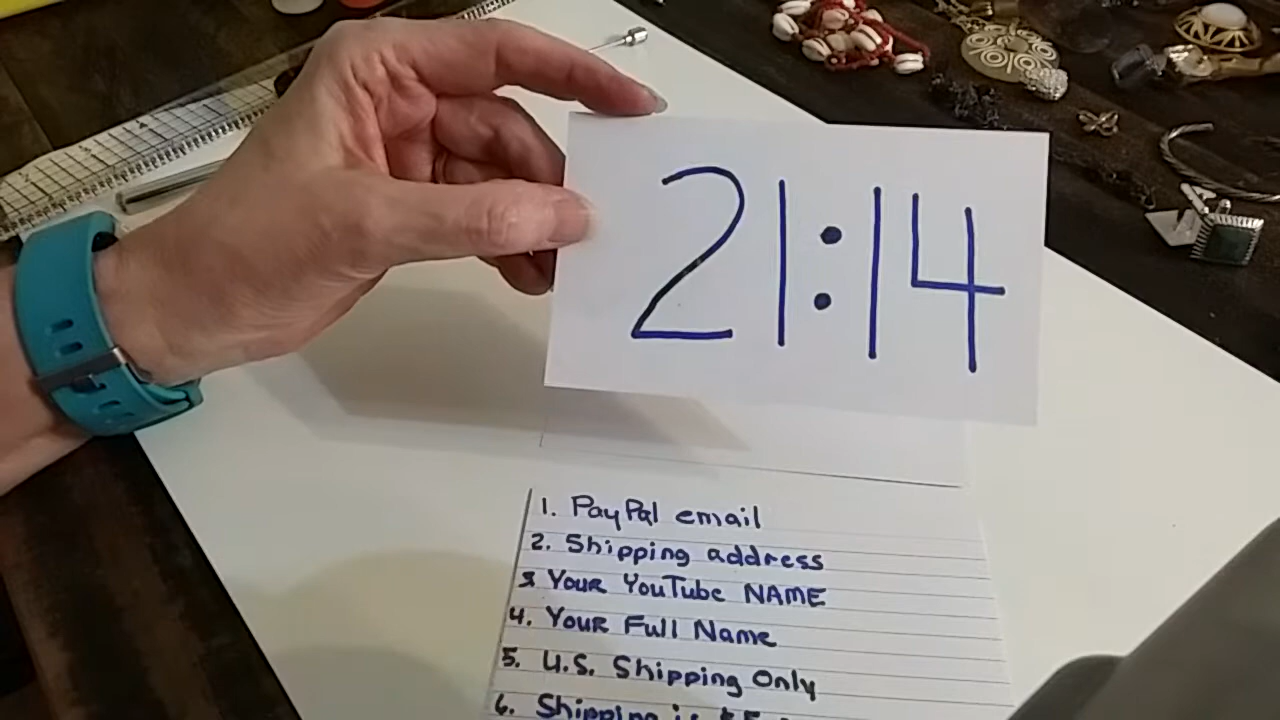 21:14
1. PayPal email
2. Shipping address
3 YOUR YouTube NAME
4. YOUR Full Name
5. U.S. Shipping Only
6. Shipping is